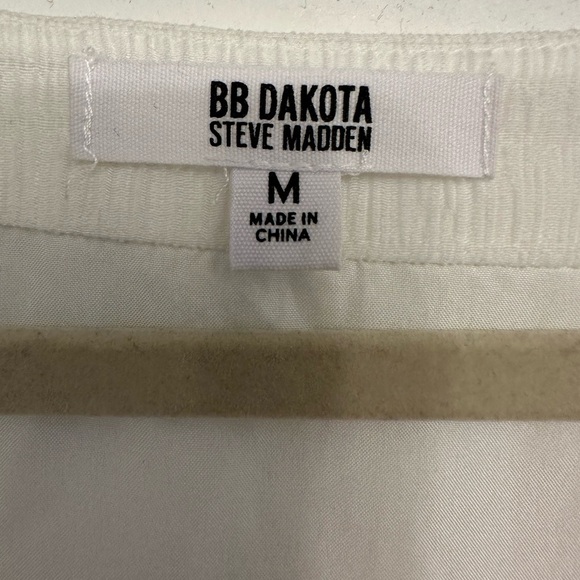 BB DAKOTA
STEVE MADDEN
M
MADE IN
CHINA